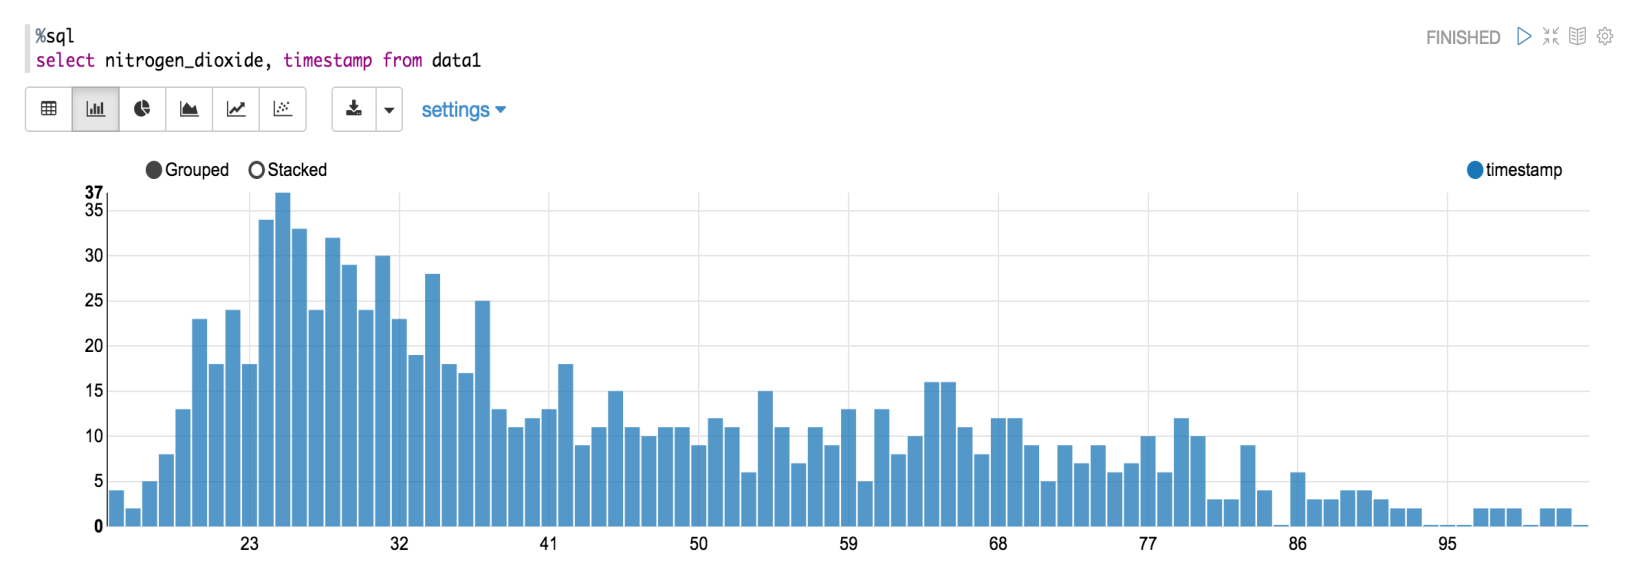 %sql
FINISHED
select nitrogen_dioxide, timestamp from data1
settings
Grouped Stacked timestamp
37
35
30
25
20
15
10
5
0
23 32 41 50 59 68 77 86 95